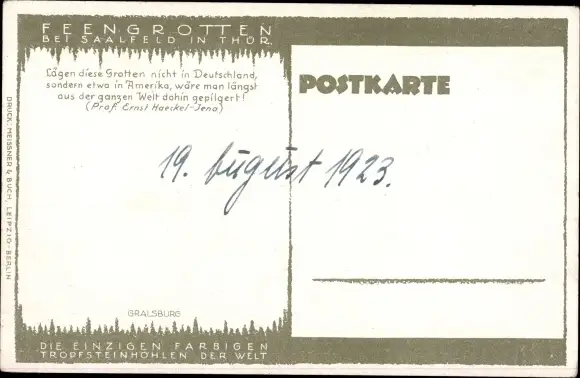 FEENGROTTEN
BEI SAALFELD IN THÜR.
Lägen diese Grotten nicht in Deutschland,
sondern etwa in Amerika, wäre man längst
aus der ganzen Welt dahin gepilgert!
(Prof. Ernst Haeckel-Jena)
POSTKARTE
19. August 1923.
DRUCK: MEISSNER & BUCH, LEIPZIG-BERLIN
GRALSBURG
DIE EINZIGEN FARBIGEN
TROPFSTEINHÖHLEN DER WELT